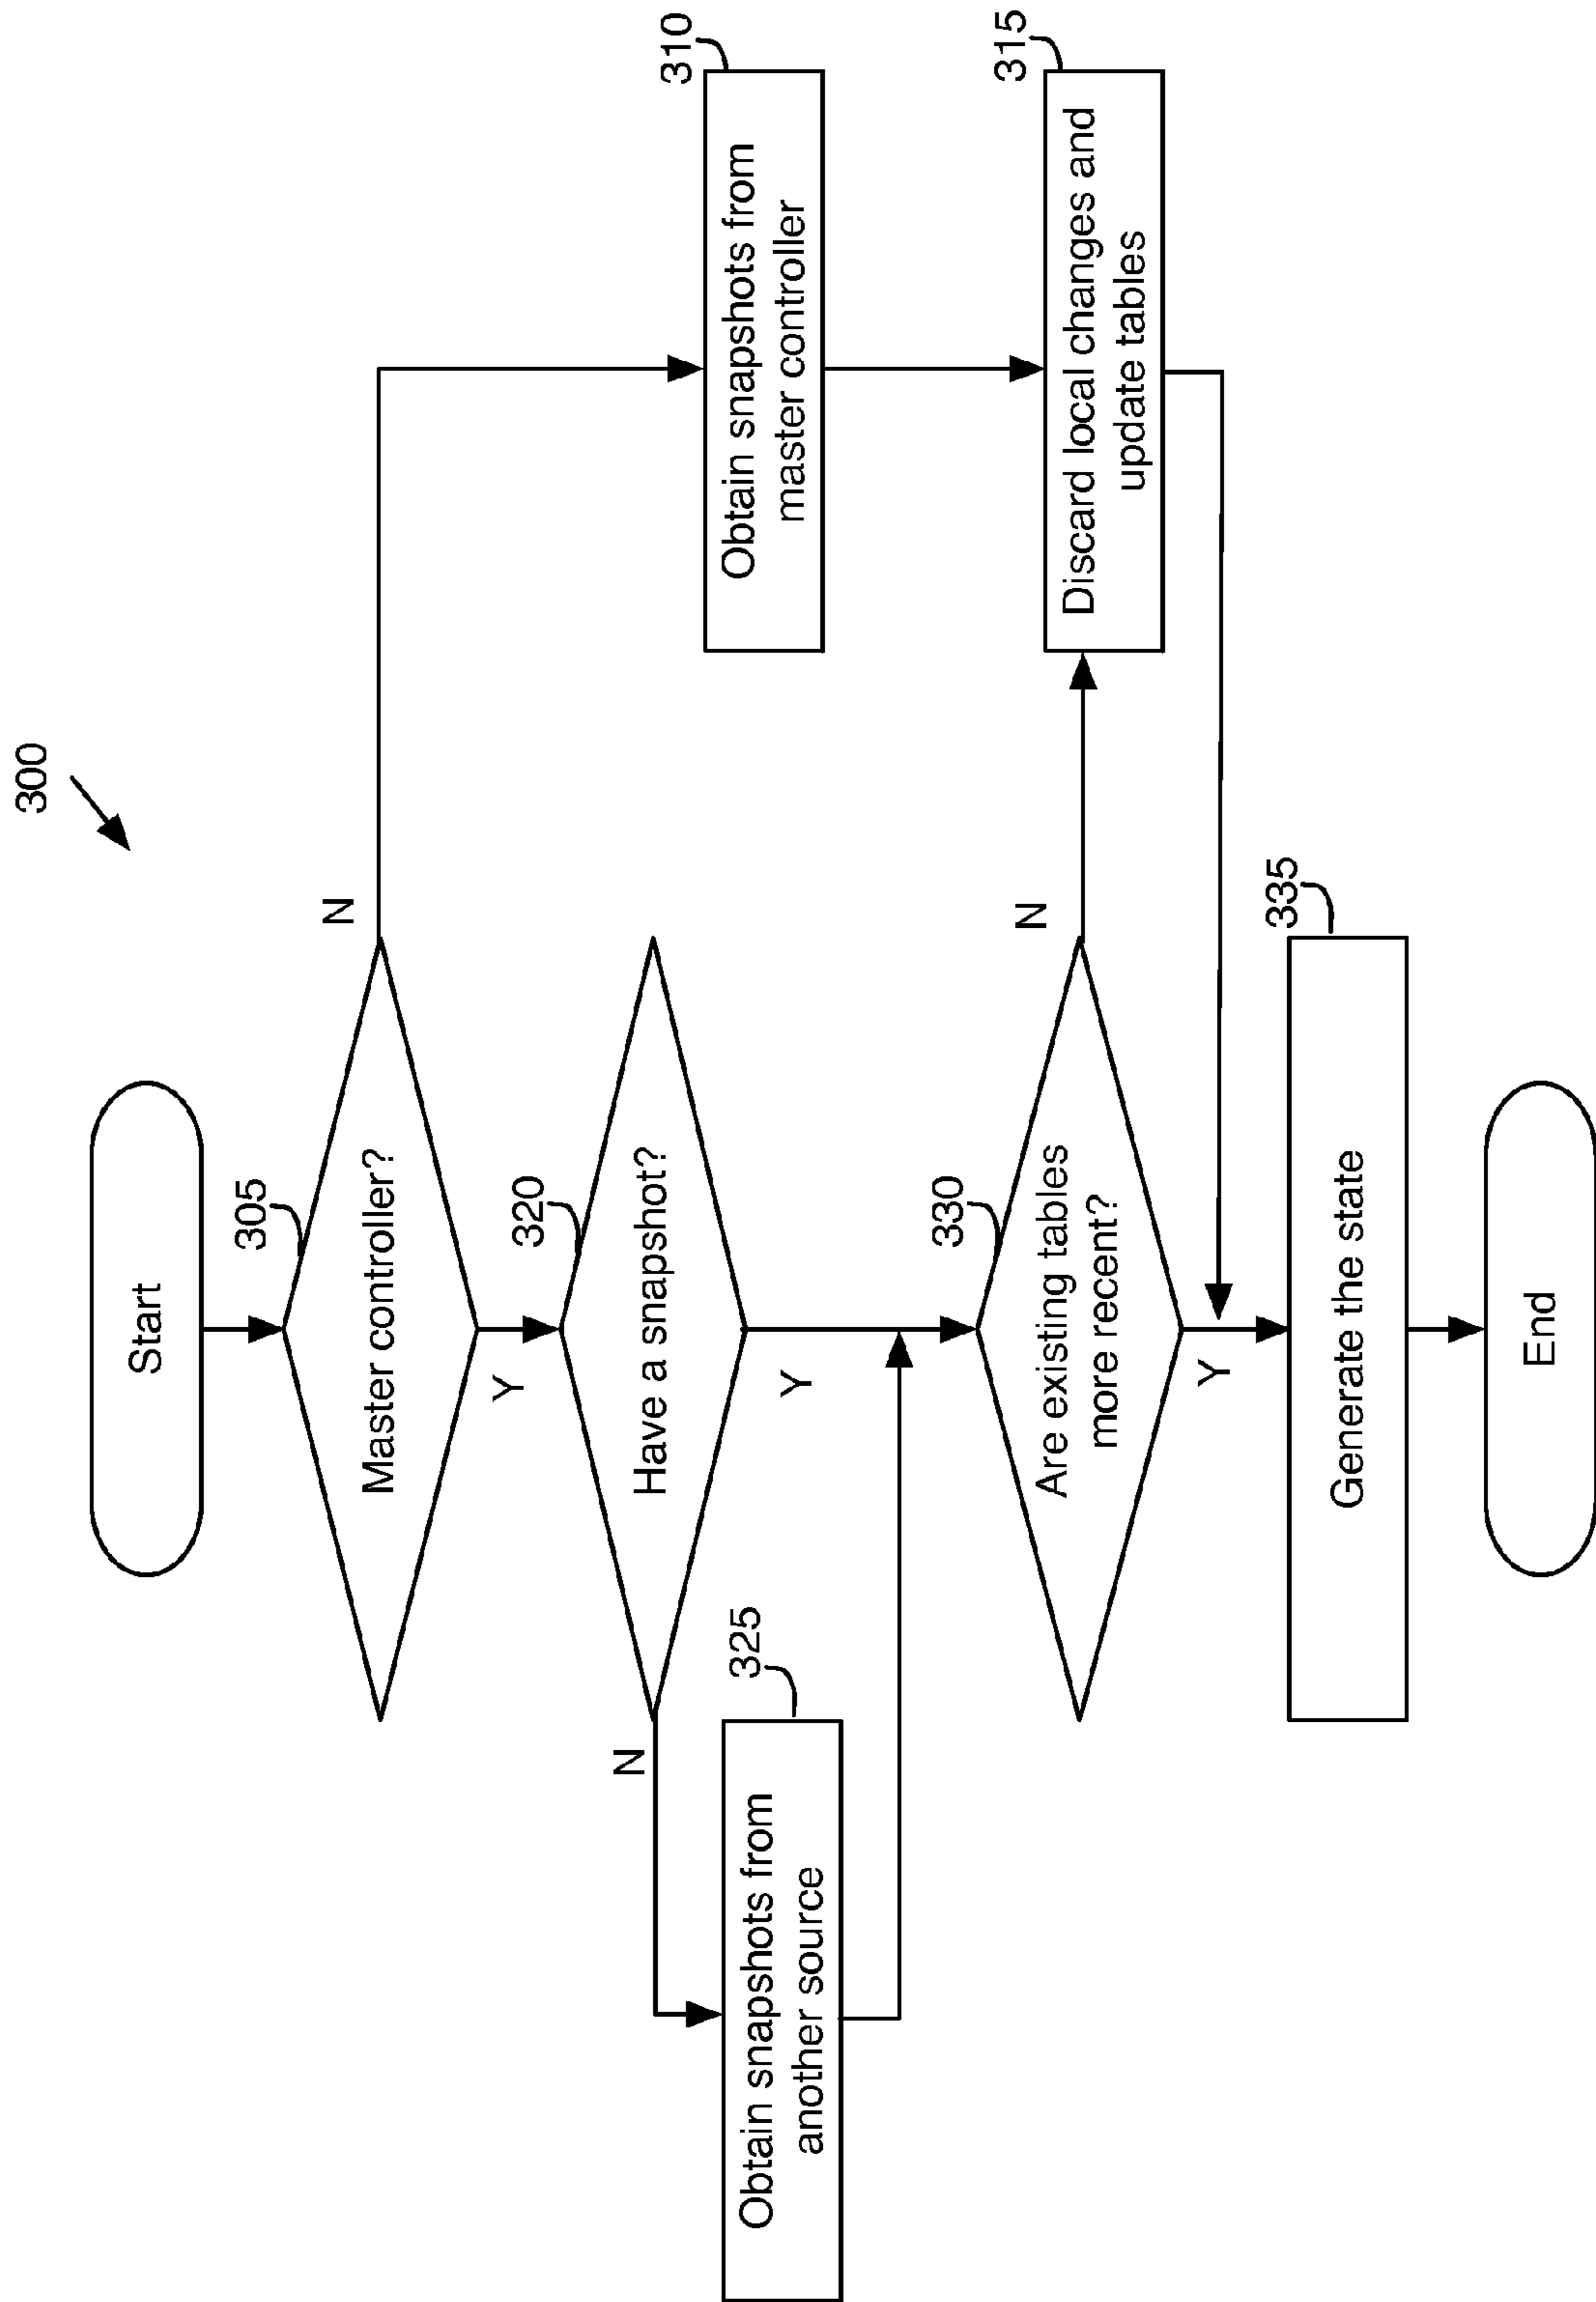 300
Start
305
Master controller?
N
Y
320
Have a snapshot?
N
Y
310
Obtain snapshots from
master controller
325
Obtain snapshots from
another source
330
Are existing tables
more recent?
N
Y
315
Discard local changes and
update tables
335
Generate the state
End